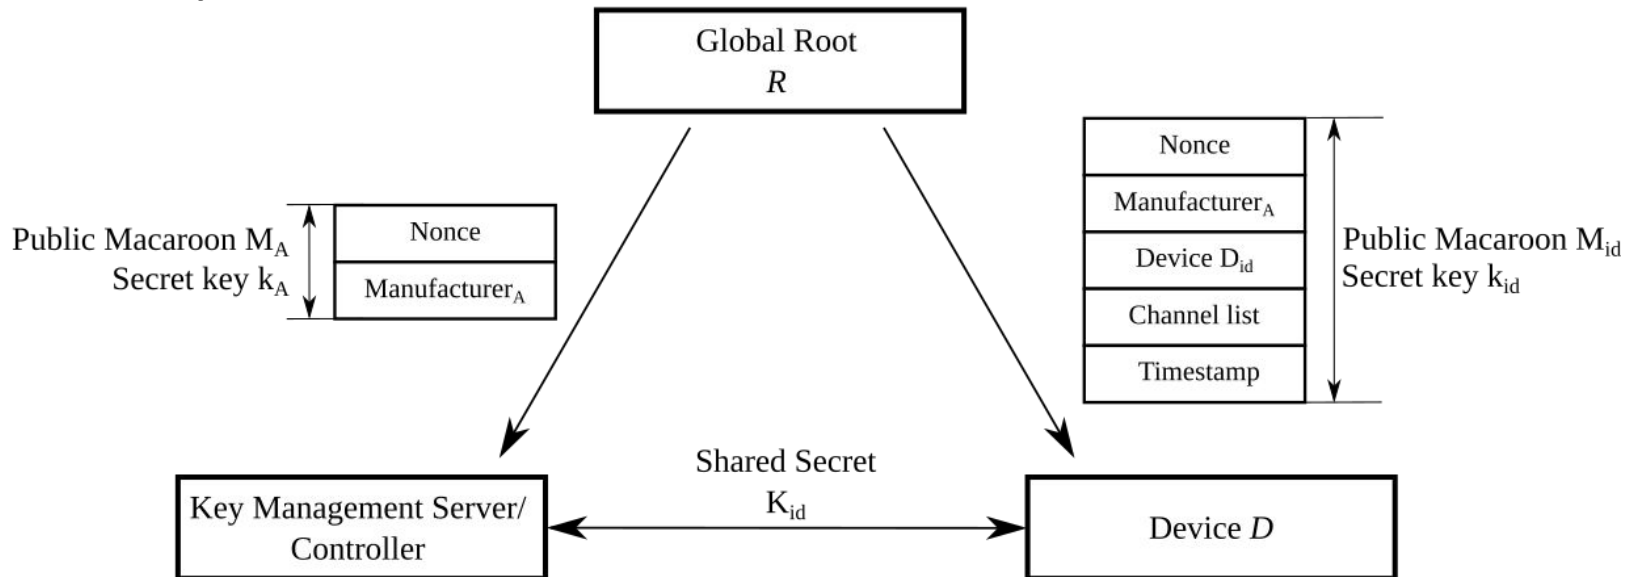 Global Root
R
Nonce
Manufacturer_A
Public Macaroon M_A
Secret key k_A
Nonce
Manufacturer_A
Device D_id
Channel list
Timestamp
Public Macaroon M_id
Secret key k_id
Shared Secret
K_id
Key Management Server/
Controller
Device D